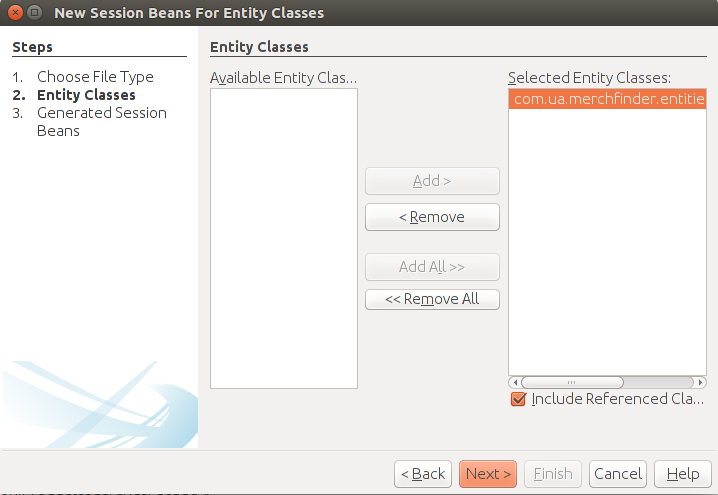 New Session Beans For Entity Classes
Steps
1. Choose File Type
2. Entity Classes
3. Generated Session
Beans
Entity Classes
Available Entity Clas...
Selected Entity Classes:
com.ua.merchfinder.entitie
Add >
< Remove
Add All >>
<< Remove All
Include Referenced Cla...
< Back
Next >
Finish
Cancel
Help